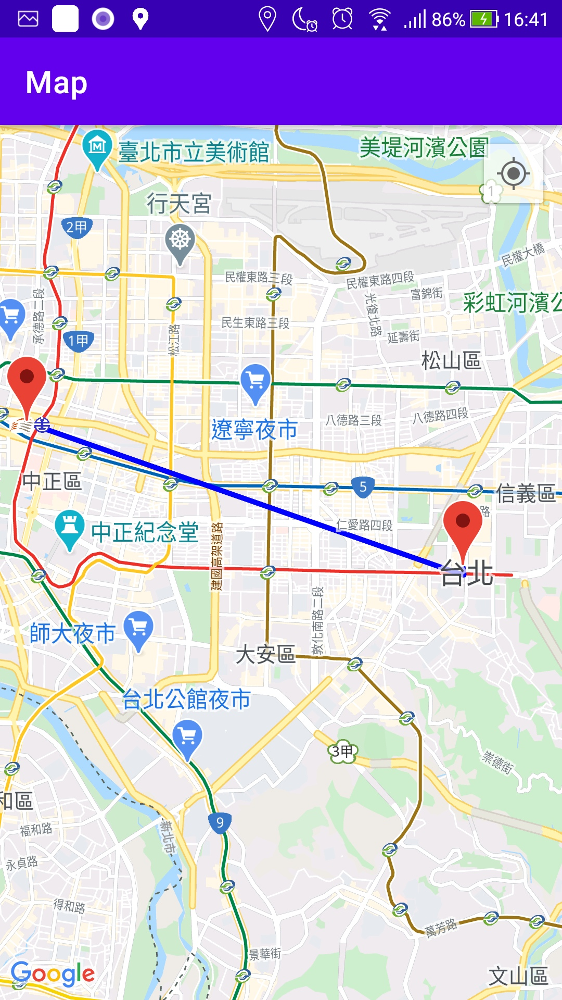 86% 16:41
Map
臺北市立美術館
美堤河濱公園
1
行天宮
2甲
民權大橋
民權東路三段
民權東路四段
富錦街
光復北路
彩虹河濱公
承德路二段
民生東路三段
松江路
延壽街
1甲
松山區
遼寧夜市
八德路三段
八德路四段
中正區
5
信義區
路
仁愛路四段
中正紀念堂
建國高架道路
台北
敦化南路二段
師大夜市
大安區
台北公館夜市
3甲
崇德街
和區
9
福和路
新北市
永貞路
得和路
萬芳路
景華街
Google
文山區